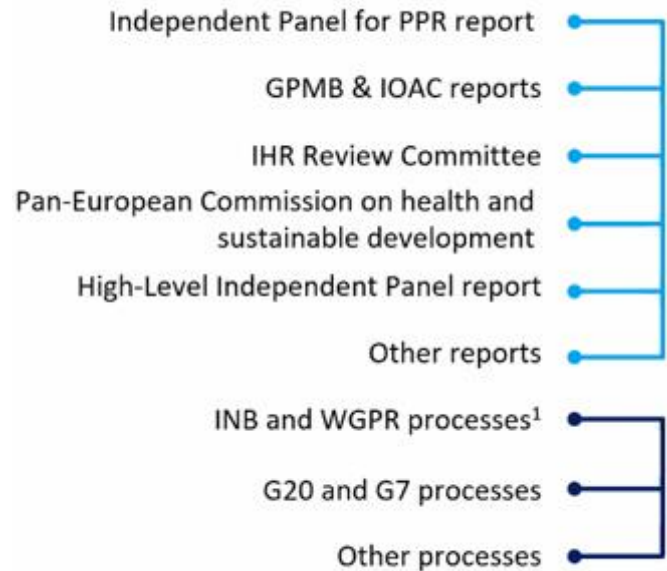 Independent Panel for PPR report
GPMB & IOAC reports
IHR Review Committee
Pan-European Commission on health and
sustainable development
High-Level Independent Panel report
Other reports
INB and WGPR processes¹
G20 and G7 processes
Other processes